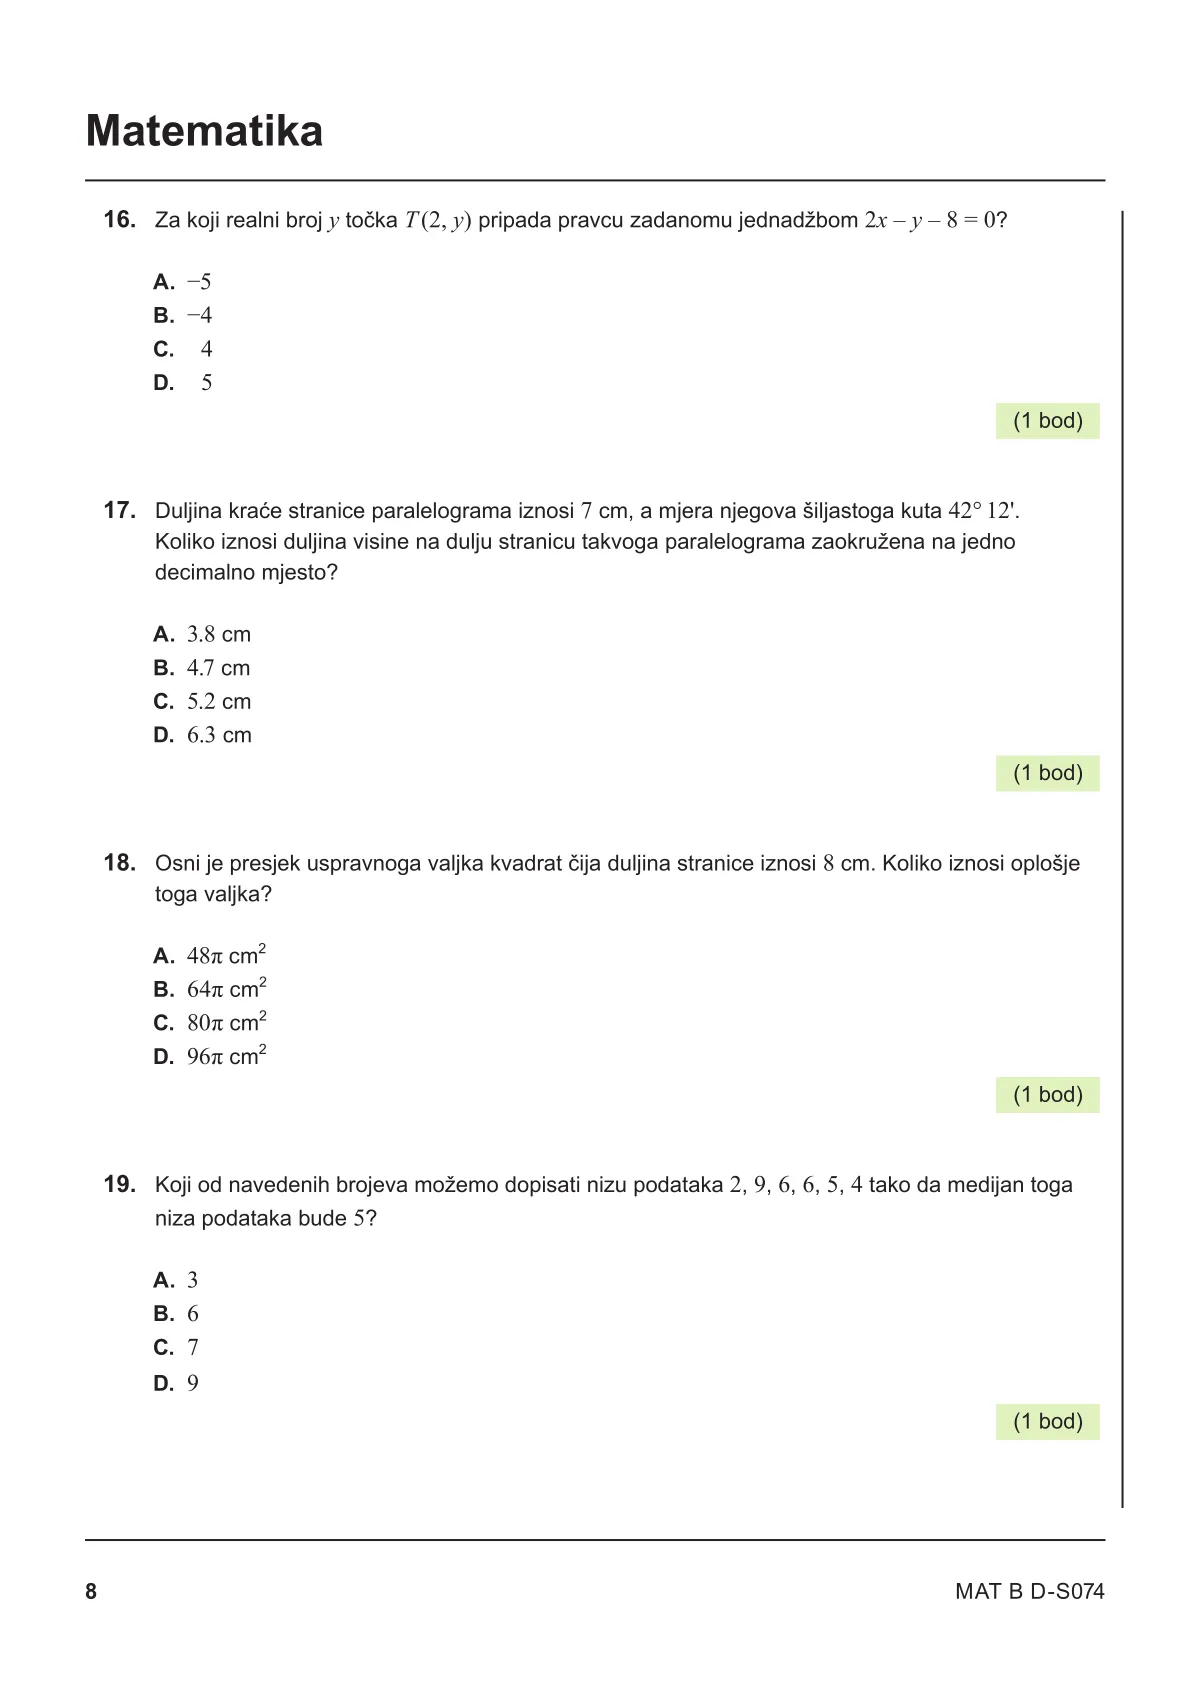 Matematika
16. Za koji realni broj y točka T(2, y) pripada pravcu zadanomu jednadžbom 2x – y – 8 = 0?
A. −5
B. −4
C. 4
D. 5
(1 bod)
17. Duljina kraće stranice paralelograma iznosi 7 cm, a mjera njegova šiljastoga kuta 42° 12'.
Koliko iznosi duljina visine na dulju stranicu takvoga paralelograma zaokružena na jedno
decimalno mjesto?
A. 3.8 cm
B. 4.7 cm
C. 5.2 cm
D. 6.3 cm
(1 bod)
18. Osni je presjek uspravnoga valjka kvadrat čija duljina stranice iznosi 8 cm. Koliko iznosi oplošje
toga valjka?
A. 48π cm²
B. 64π cm²
C. 80π cm²
D. 96π cm²
(1 bod)
19. Koji od navedenih brojeva možemo dopisati nizu podataka 2, 9, 6, 6, 5, 4 tako da medijan toga
niza podataka bude 5?
A. 3
B. 6
C. 7
D. 9
(1 bod)
8 MAT B D-S074